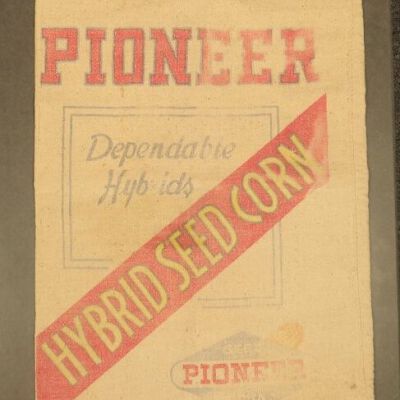 PIONEER
Dependable
Hybrids
HYBRID SEED CORN
PIONEER